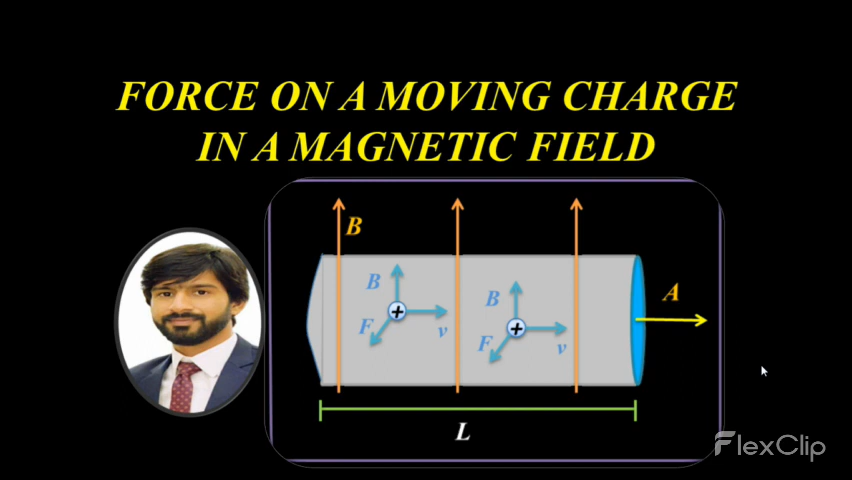 FORCE ON A MOVING CHARGE
IN A MAGNETIC FIELD
B
B
F
v
B
F
v
A
L
FlexClip